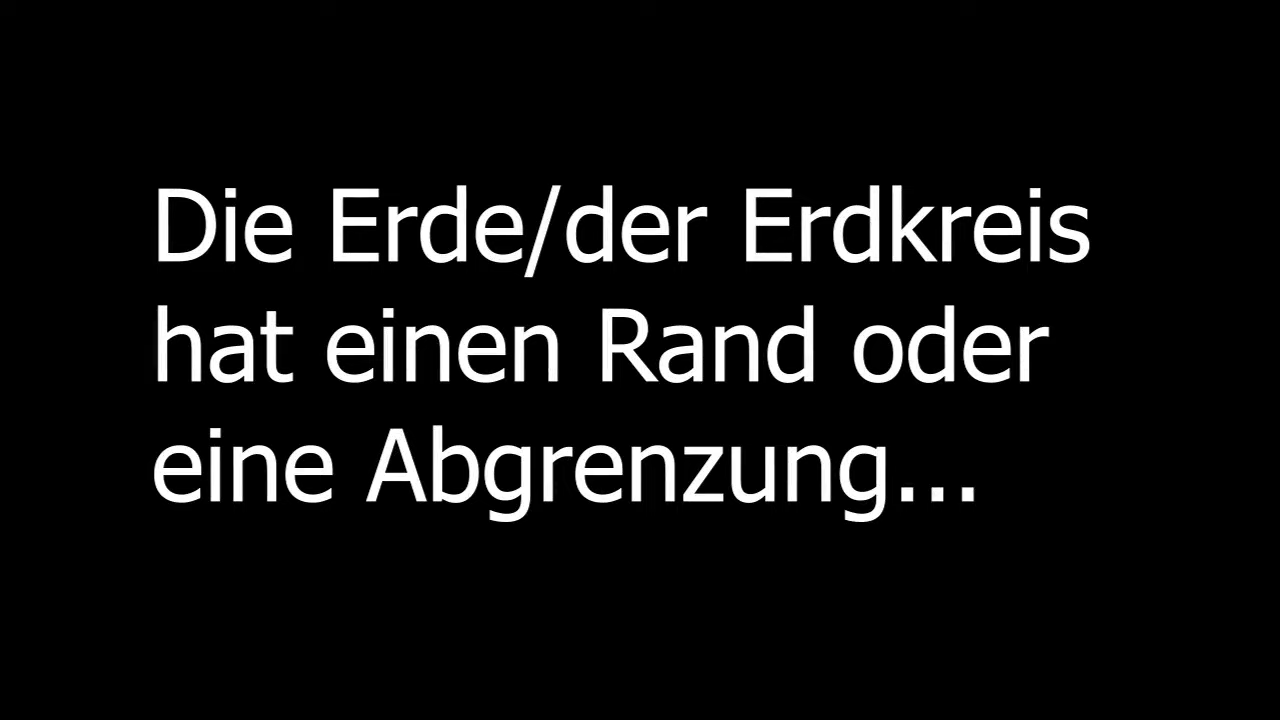 Die Erde/der Erdkreis
hat einen Rand oder
eine Abgrenzung...